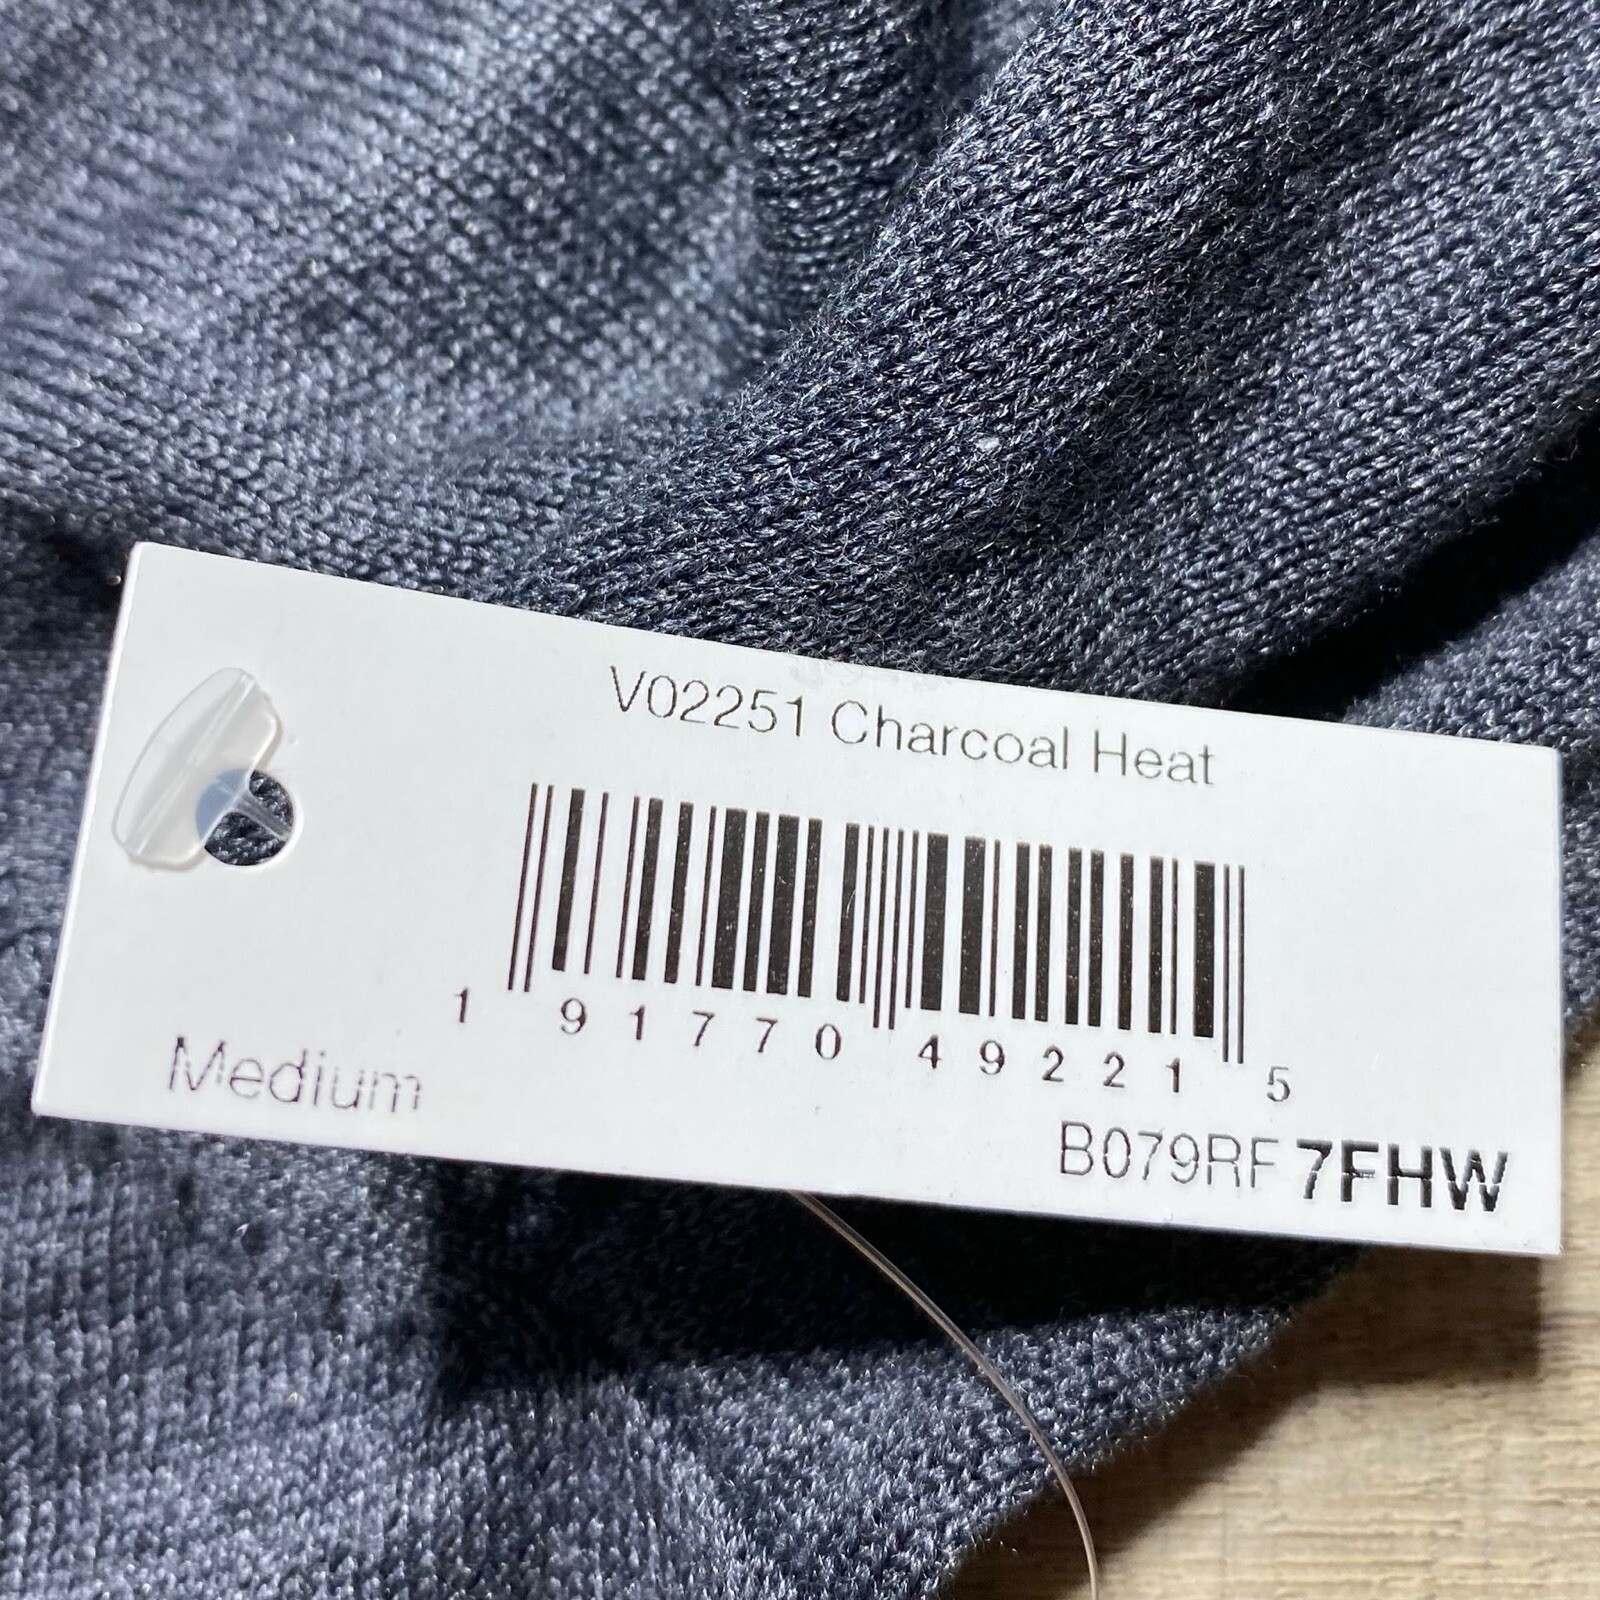 V02251 Charcoal Heat
1 91770 49221 5
Medium
B079RF 7FHW